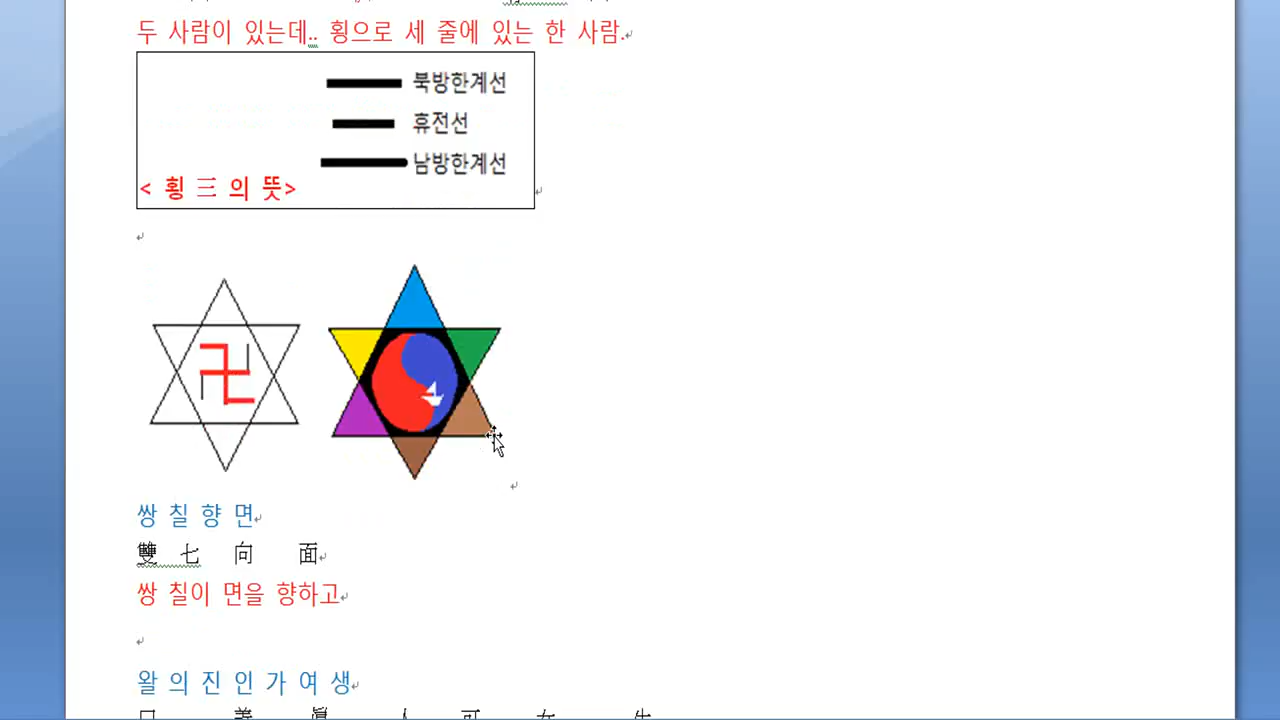 두 사람이 있는데.. 횡으로 세 줄에 있는 한 사람.
북방한계선
휴전선
남방한계선
< 횡 三 의 뜻>
쌍 칠 향 면
雙 七 向 面
쌍 칠이 면을 향하고
왈 의 진 인 가 여 생